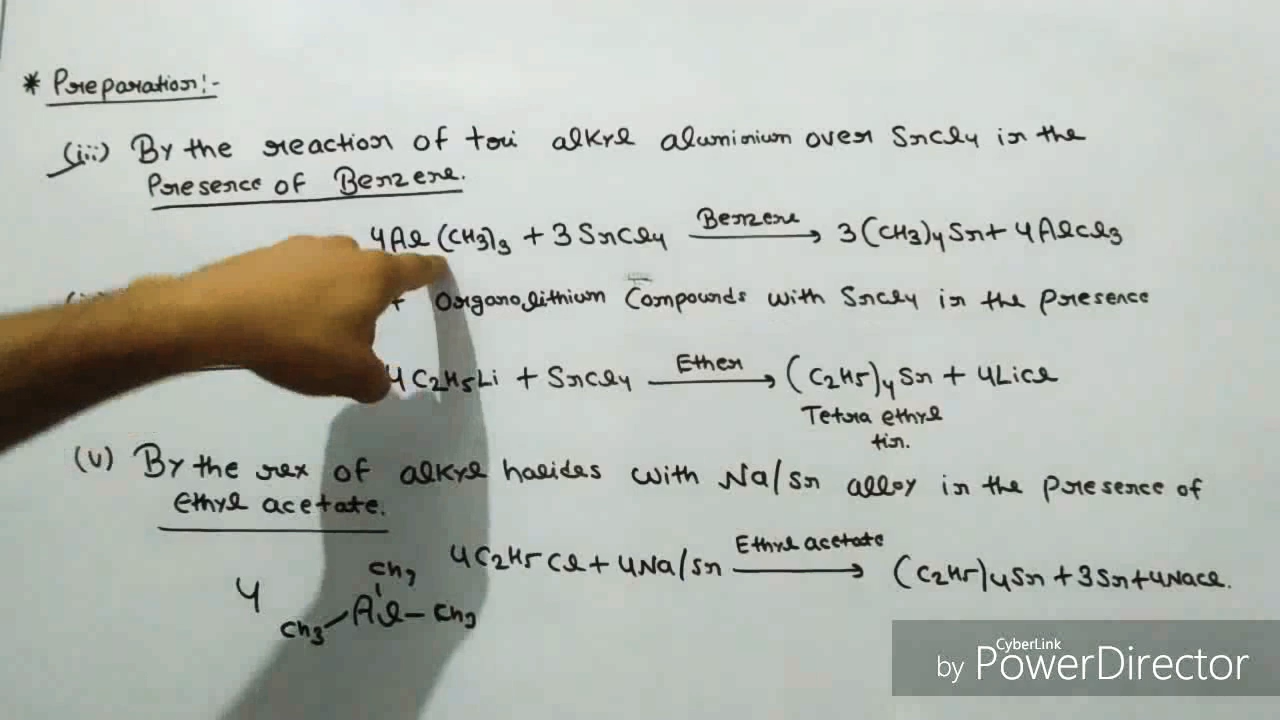 * Preparation:-
(iii) By the reaction of tri alkyl aluminium over SnCl4 in the
Presence of Benzene.
4Al(CH3)3 + 3SnCl4 Benzene → 3(CH3)4Sn + 4AlCl3
Organolithium Compounds with SnCl4 in the presence
4C2H5Li + SnCl4 Ether → (C2H5)4Sn + 4LiCl
Tetra ethyl
tin.
(V) By the rex of alkyl halides with Na/Sn alloy in the presence of
Ethyl acetate.
4C2H5Cl + 4Na/Sn Ethyl acetate → (C2H5)4Sn + 3Sn + 4NaCl.
4
CH3
CH3 – Al – CH3
CyberLink
by PowerDirector